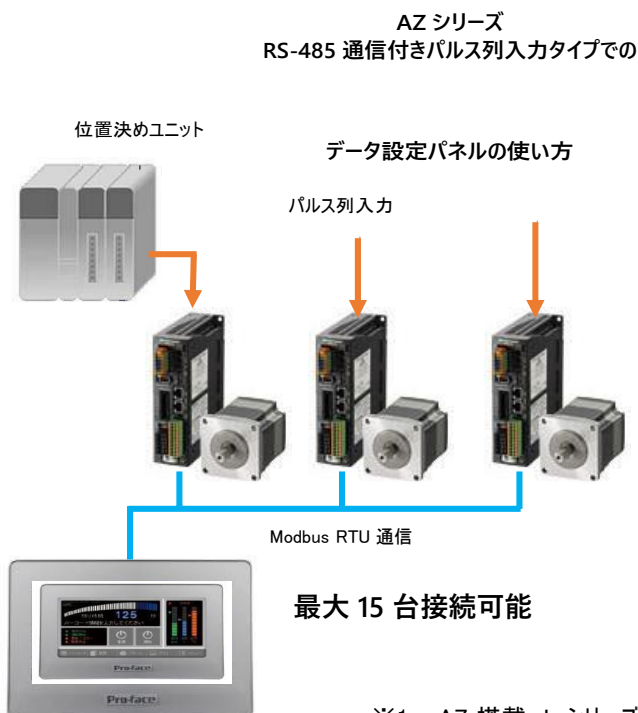 AZ シリーズ
RS-485 通信付きパルス列入力タイプでの
位置決めユニット
データ設定パネルの使い方
パルス列入力
Modbus RTU 通信
最大 15 台接続可能
125
Pro-face
Pro-face